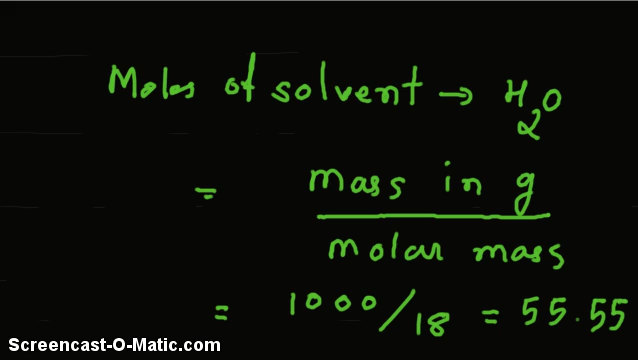 Moles of solvent → H2O
= mass in g
molar mass
= 1000/18 = 55.55
Screencast-O-Matic.com